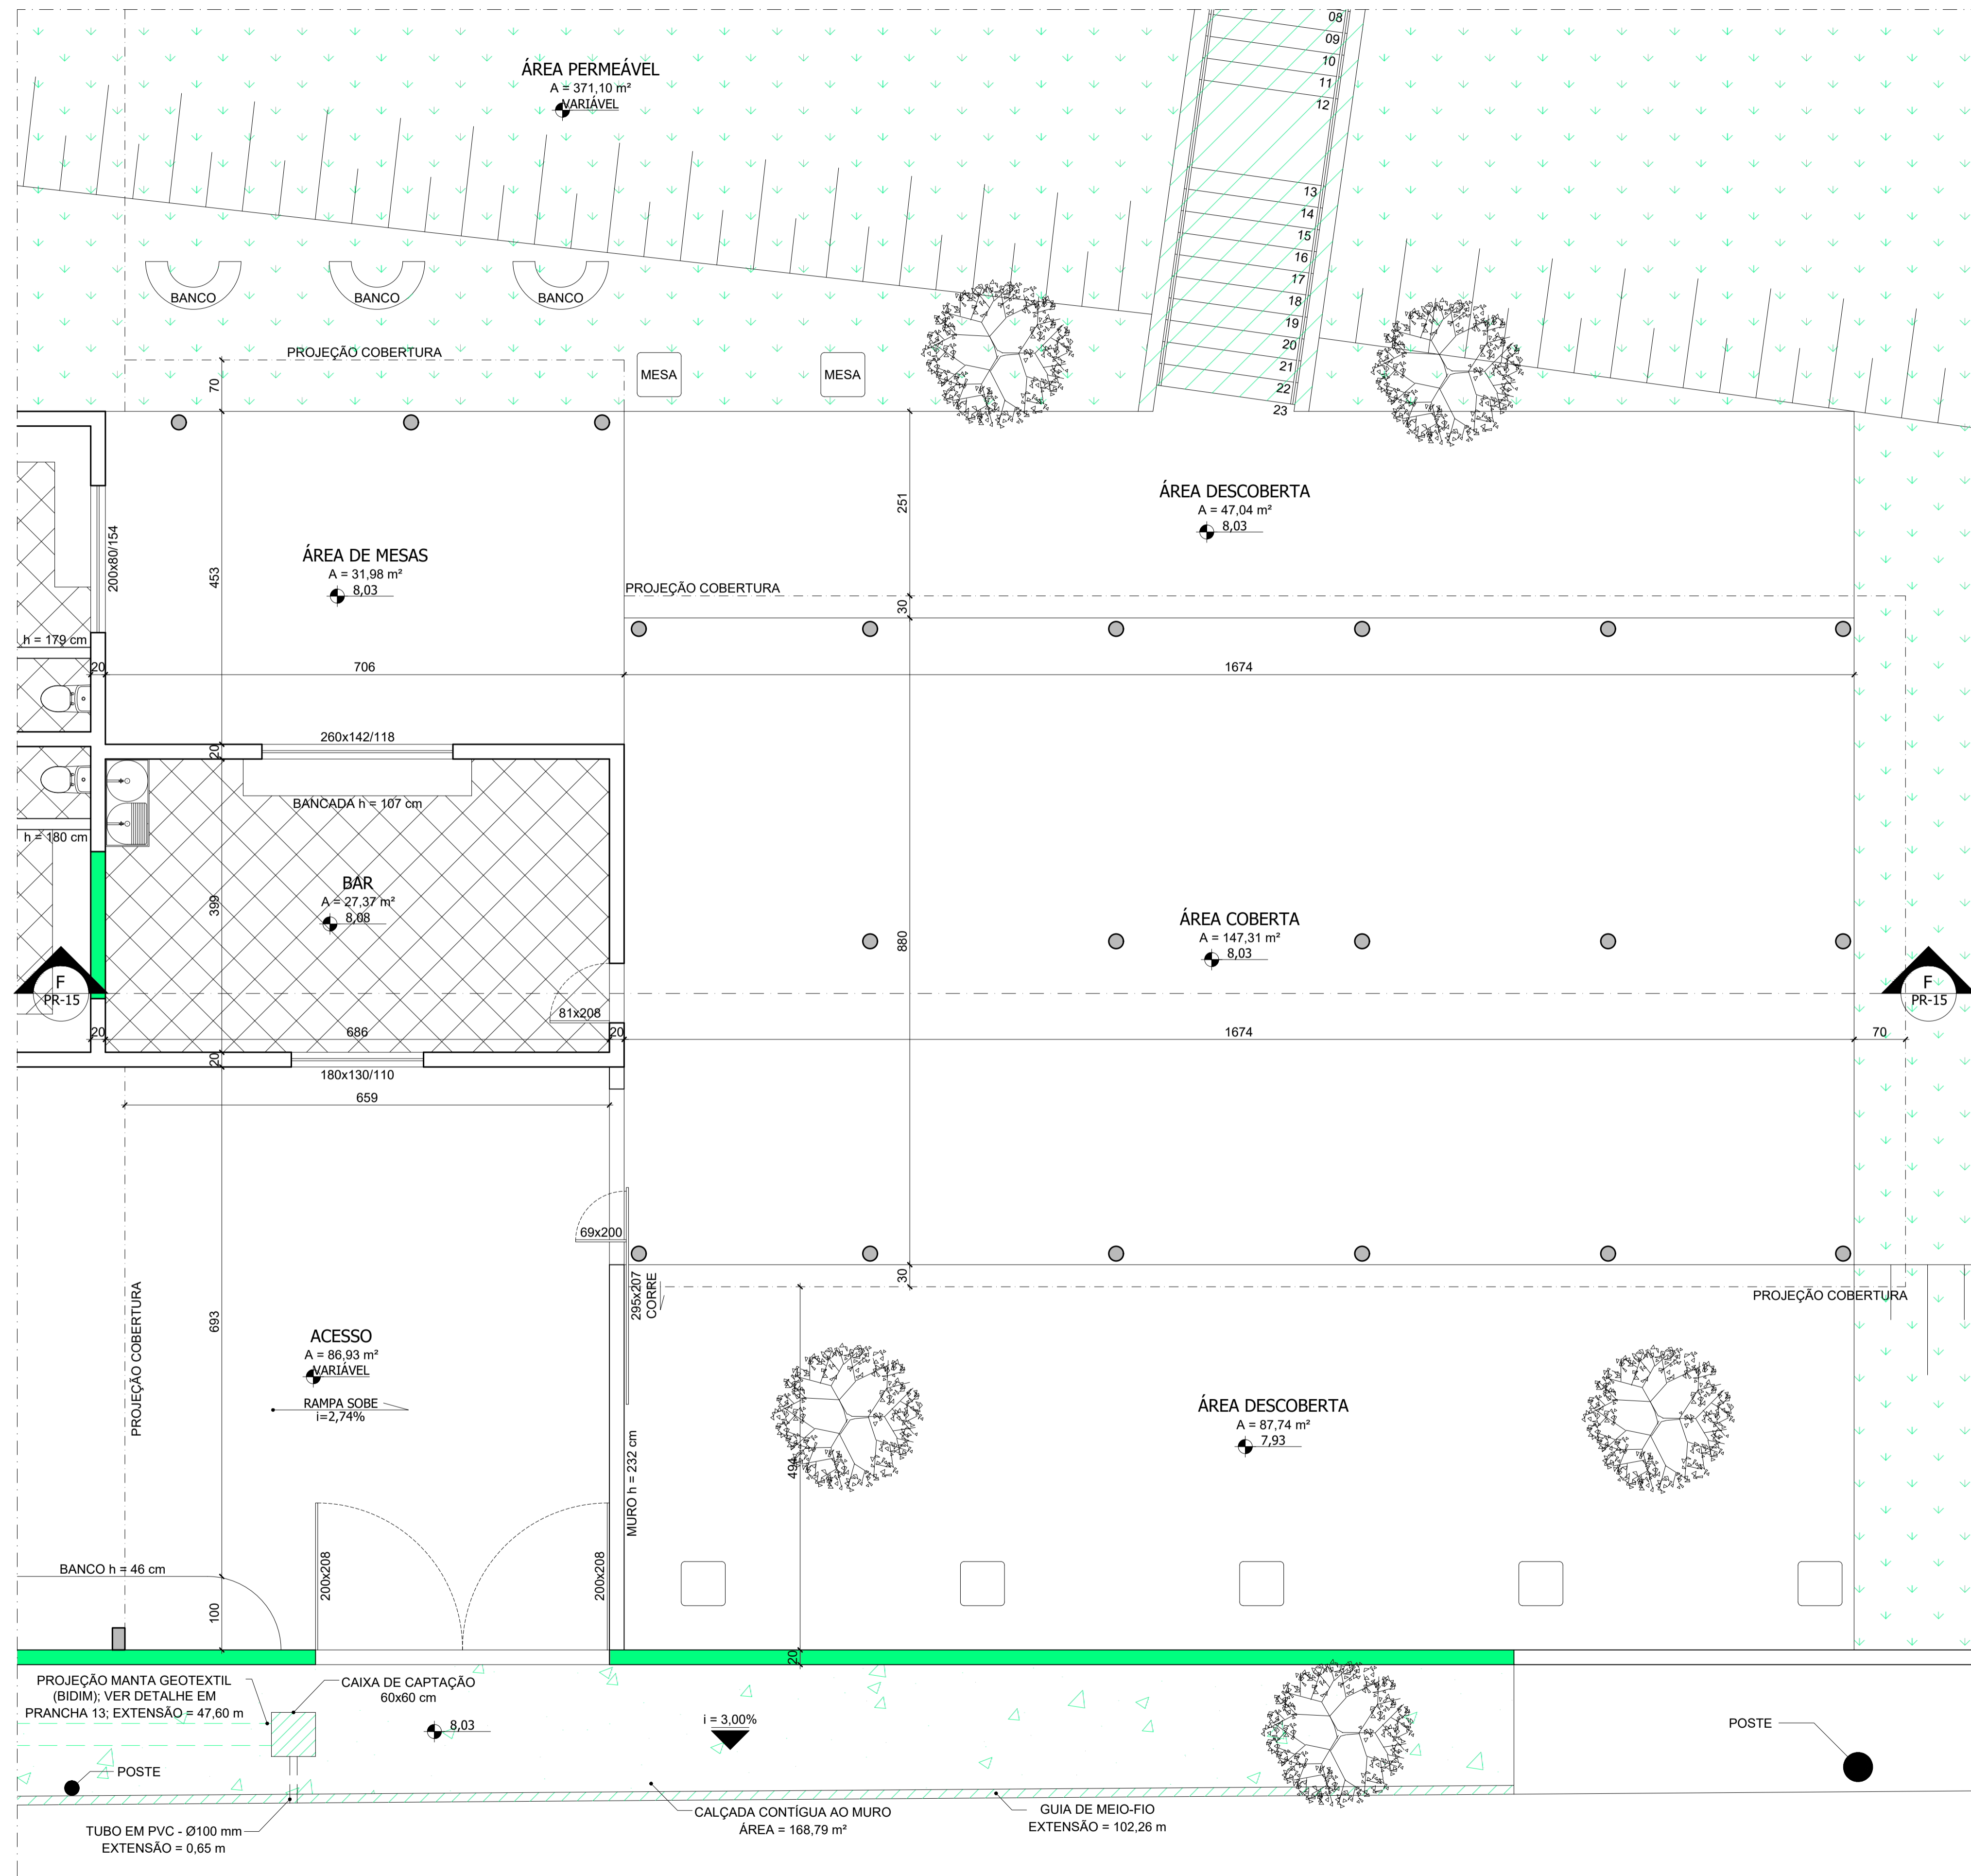 08
09
10
11
12
13
14
15
16
17
18
19
20
21
22
23
ÁREA PERMEÁVEL
A = 371,10 m²
VARIÁVEL
BANCO
BANCO
BANCO
PROJEÇÃO COBERTURA
MESA
MESA
70
453
200x80/154
ÁREA DE MESAS
A = 31,98 m²
8,03
251
ÁREA DESCOBERTA
A = 47,04 m²
8,03
PROJEÇÃO COBERTURA
30
h = 179 cm
20
706
1674
260x142/118
20
BANCADA h = 107 cm
h = 180 cm
BAR
A = 27,37 m²
8,08
399
880
ÁREA COBERTA
A = 147,31 m²
8,03
F
PR-15
F
PR-15
81x208
20
686
20
1674
70
20
180x130/110
659
69x200
295x207
CORRE
30
PROJEÇÃO COBERTURA
PROJEÇÃO COBERTURA
693
ACESSO
A = 86,93 m²
VARIÁVEL
RAMPA SOBE
i=2,74%
MURO h = 232 cm
494
ÁREA DESCOBERTA
A = 87,74 m²
7,93
BANCO h = 46 cm
100
200x208
200x208
20
PROJEÇÃO MANTA GEOTEXTIL
(BIDIM); VER DETALHE EM
PRANCHA 13; EXTENSÃO = 47,60 m
CAIXA DE CAPTAÇÃO
60x60 cm
8,03
i = 3,00%
POSTE
POSTE
TUBO EM PVC - Ø100 mm
EXTENSÃO = 0,65 m
CALÇADA CONTÍGUA AO MURO
ÁREA = 168,79 m²
GUIA DE MEIO-FIO
EXTENSÃO = 102,26 m